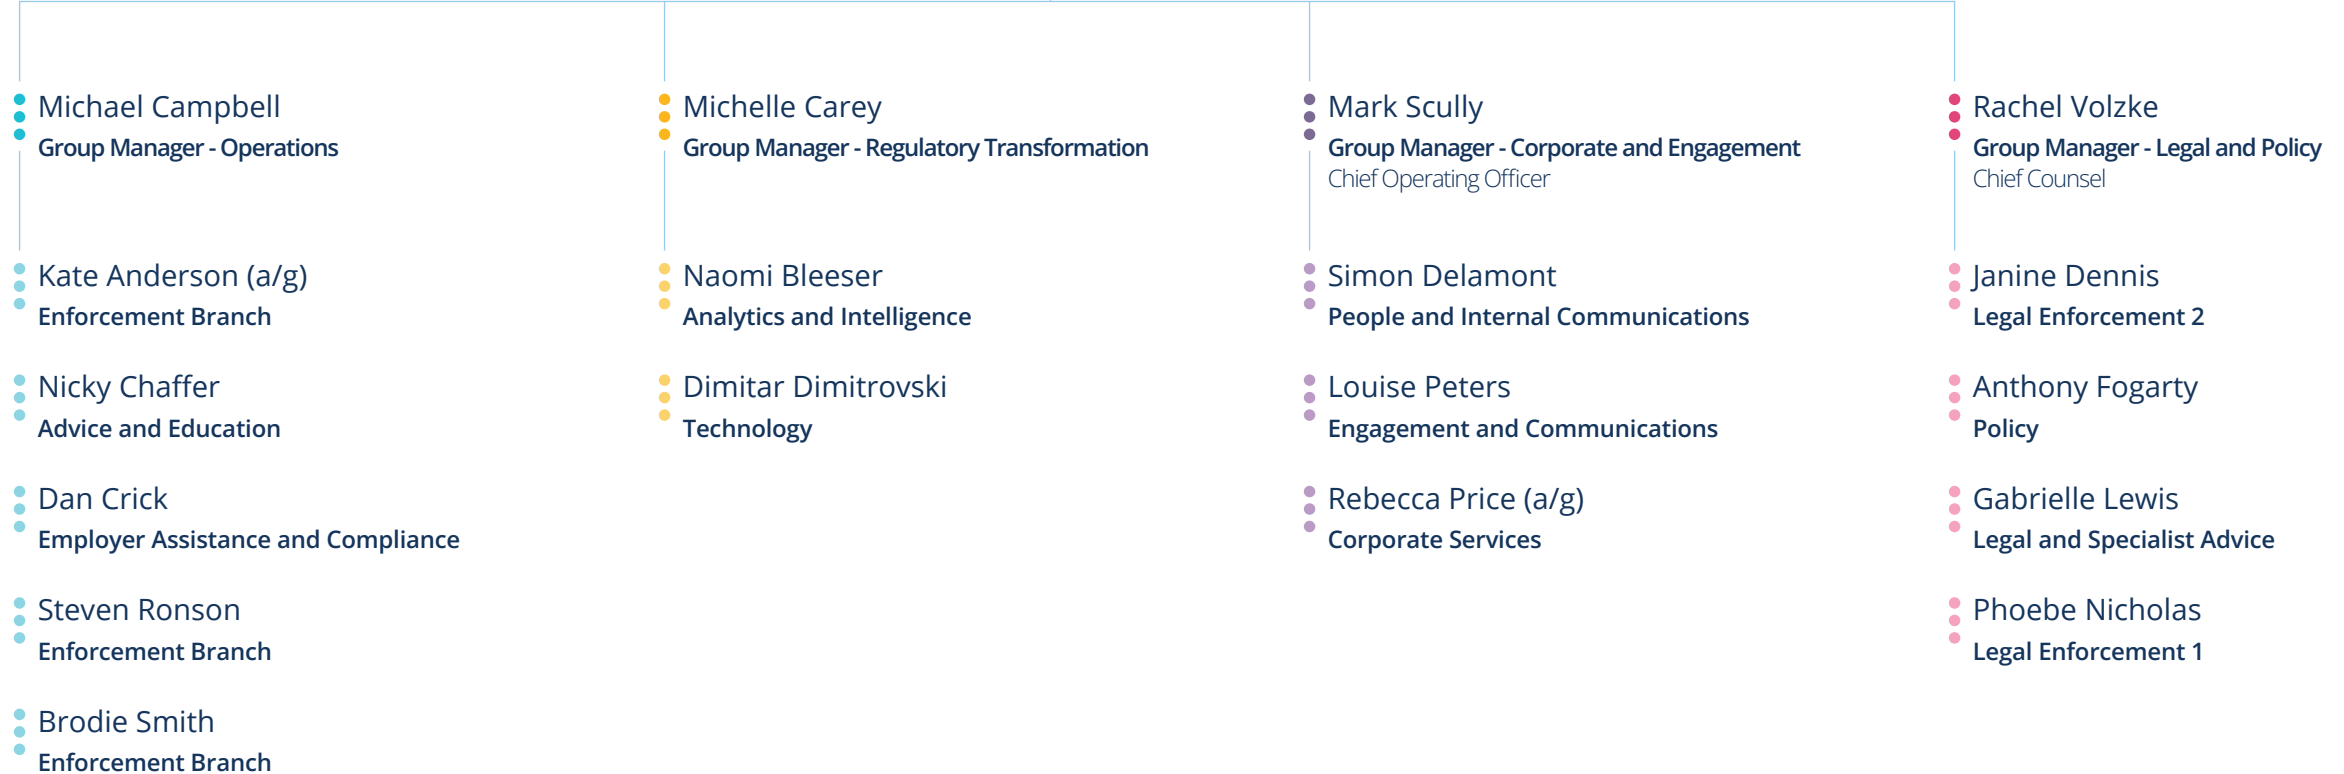 Michael Campbell
Group Manager - Operations
Kate Anderson (a/g)
Enforcement Branch
Nicky Chaffer
Advice and Education
Dan Crick
Employer Assistance and Compliance
Steven Ronson
Enforcement Branch
Brodie Smith
Enforcement Branch
Michelle Carey
Group Manager - Regulatory Transformation
Naomi Bleeser
Analytics and Intelligence
Dimitar Dimitrovski
Technology
Mark Scully
Group Manager - Corporate and Engagement
Chief Operating Officer
Simon Delamont
People and Internal Communications
Louise Peters
Engagement and Communications
Rebecca Price (a/g)
Corporate Services
Rachel Volzke
Group Manager - Legal and Policy
Chief Counsel
Janine Dennis
Legal Enforcement 2
Anthony Fogarty
Policy
Gabrielle Lewis
Legal and Specialist Advice
Phoebe Nicholas
Legal Enforcement 1